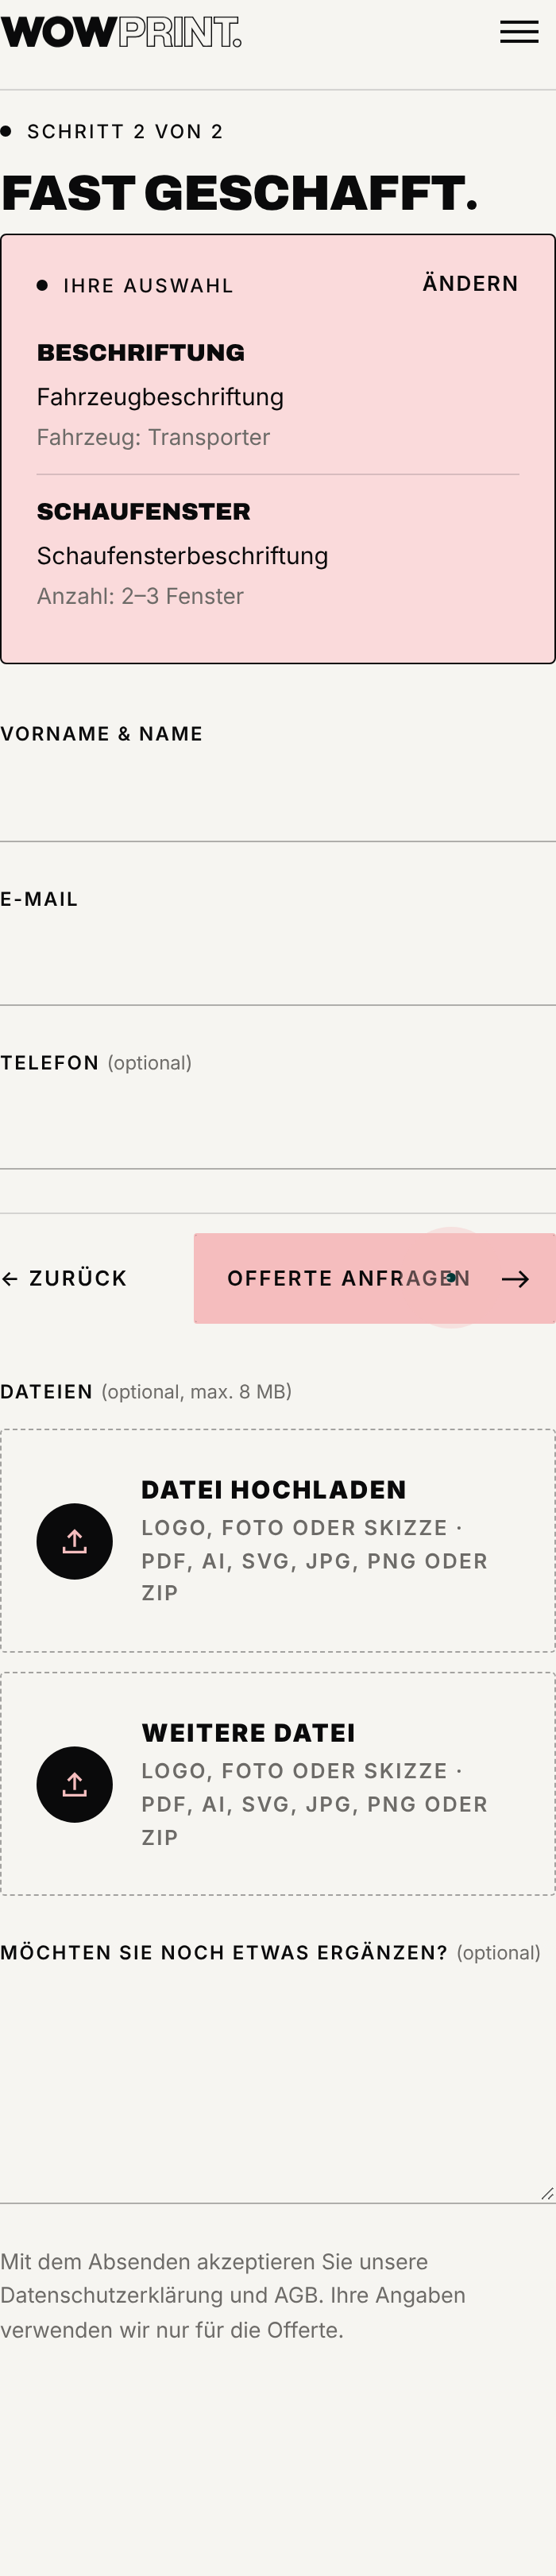 WOWPRINT.
SCHRITT 2 VON 2
FAST GESCHAFFT.
IHRE AUSWAHL
ÄNDERN
BESCHRIFTUNG
Fahrzeugbeschriftung
Fahrzeug: Transporter
SCHAUFENSTER
Schaufensterbeschriftung
Anzahl: 2–3 Fenster
VORNAME & NAME
E-MAIL
TELEFON (optional)
← ZURÜCK
OFFERTE ANFRAGEN →
DATEIEN (optional, max. 8 MB)
DATEI HOCHLADEN
LOGO, FOTO ODER SKIZZE ·
PDF, AI, SVG, JPG, PNG ODER
ZIP
WEITERE DATEI
LOGO, FOTO ODER SKIZZE ·
PDF, AI, SVG, JPG, PNG ODER
ZIP
MÖCHTEN SIE NOCH ETWAS ERGÄNZEN? (optional)
Mit dem Absenden akzeptieren Sie unsere
Datenschutzerklärung und AGB. Ihre Angaben
verwenden wir nur für die Offerte.